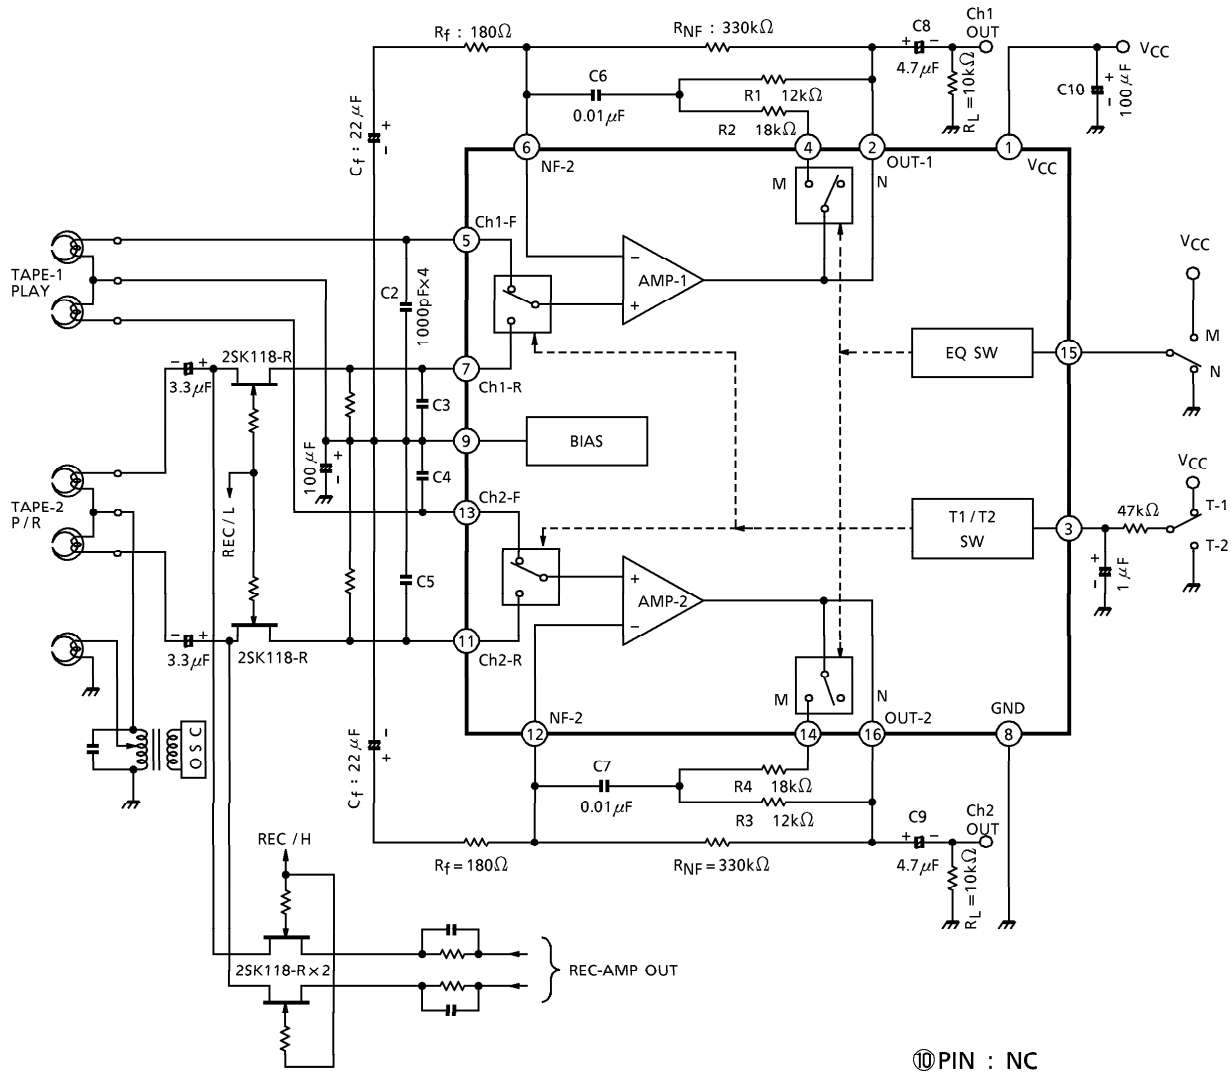 Rf : 180Ω
RNF : 330kΩ
C8
4.7μF
Ch1
OUT
RL=10kΩ
VCC
C10
100μF
C6
0.01μF
R1 12kΩ
R2 18kΩ
Cf : 22μF
6
NF-2
4
2
OUT-1
1
VCC
M
N
TAPE-1
PLAY
Ch1-F
5
C2
1000pF×4
AMP-1
−
+
2SK118-R
3.3μF
7
Ch1-R
C3
EQ SW
15
VCC
M
N
9
BIAS
100μF
C4
TAPE-2
P/R
REC/L
13
Ch2-F
T1/T2
SW
3
47kΩ
1μF
VCC
T-1
T-2
C5
AMP-2
+
−
3.3μF
2SK118-R
11
Ch2-R
M
N
NF-2
12
14
16
OUT-2
GND
8
OSC
Cf : 22μF
C7
0.01μF
R4 18kΩ
R3 12kΩ
Rf=180Ω
RNF=330kΩ
C9
4.7μF
Ch2
OUT
RL=10kΩ
REC/H
2SK118-R×2
REC-AMP OUT
⑩PIN : NC